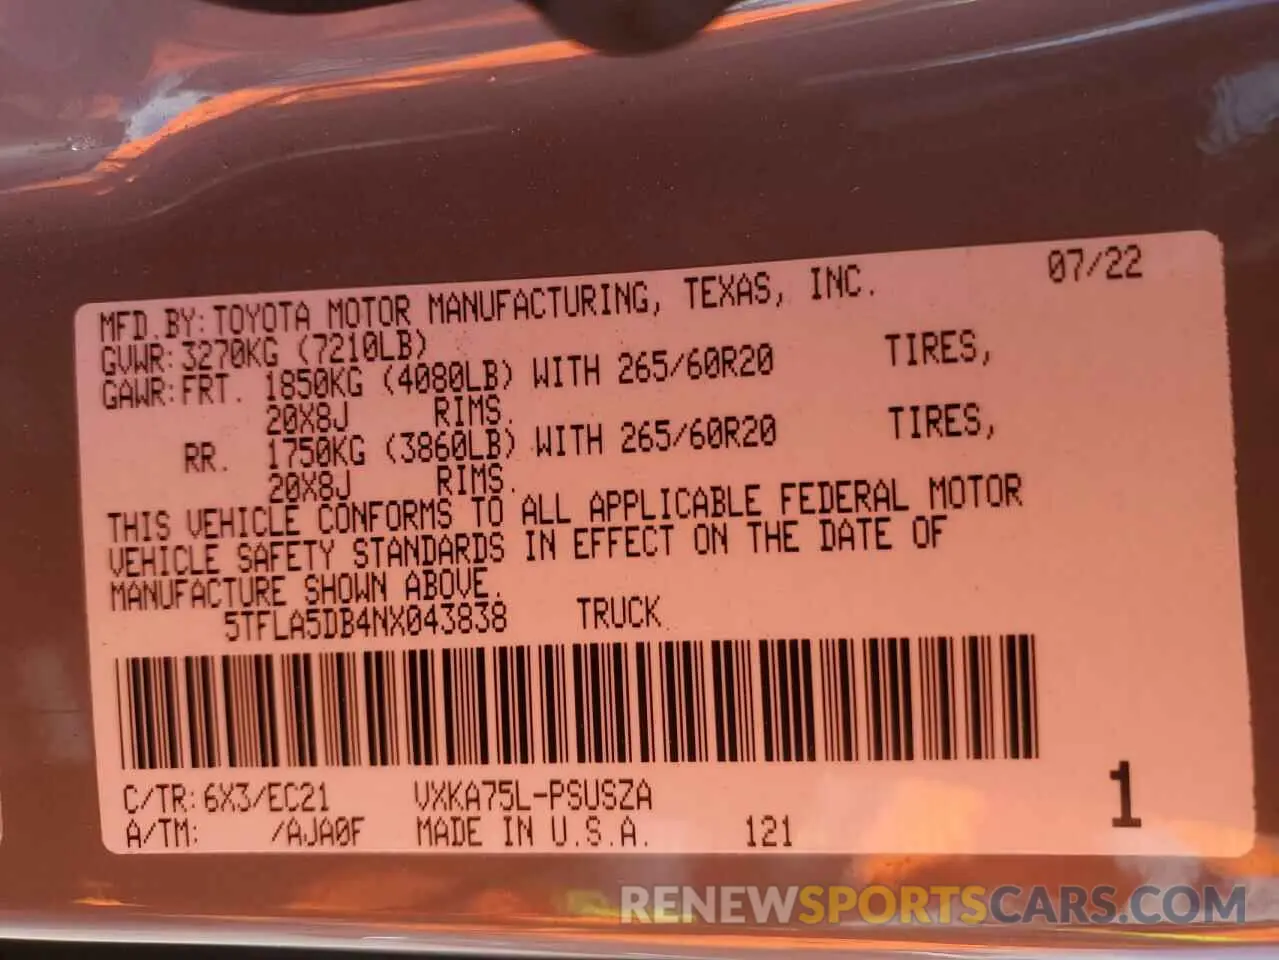 MFD.BY:TOYOTA MOTOR MANUFACTURING, TEXAS, INC. 07/22
GVWR:3270KG (7210LB)
GAWR:FRT. 1850KG (4080LB) WITH 265/60R20 TIRES,
20X8J RIMS.
RR. 1750KG (3860LB) WITH 265/60R20 TIRES,
20X8J RIMS.
THIS VEHICLE CONFORMS TO ALL APPLICABLE FEDERAL MOTOR
VEHICLE SAFETY STANDARDS IN EFFECT ON THE DATE OF
MANUFACTURE SHOWN ABOVE.
5TFLA5DB4NX043838 TRUCK
C/TR:6X3/EC21 VXKA75L-PSUSZA 1
A/TM: /AJA0F MADE IN U.S.A. 121
RENEWSPORTSCARS.COM